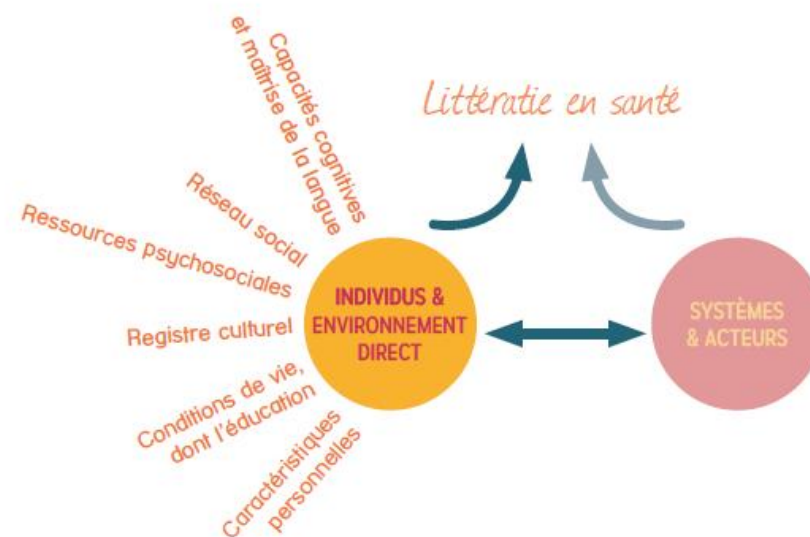 Capacités cognitives
et maîtrise de la langue
Littératie en santé
Réseau social
Ressources psychosociales
Registre culturel
Conditions de vie,
dont l'éducation
Caractéristiques
personnelles
INDIVIDUS &
ENVIRONNEMENT
DIRECT
SYSTÈMES
& ACTEURS